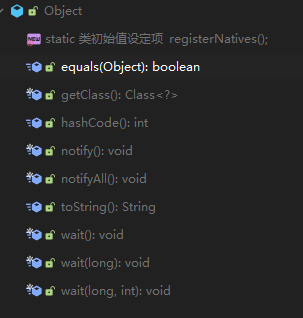 Object
NEW static 类初始值设定项 registerNatives();
equals(Object): boolean
getClass(): Class<?>
hashCode(): int
notify(): void
notifyAll(): void
toString(): String
wait(): void
wait(long): void
wait(long, int): void